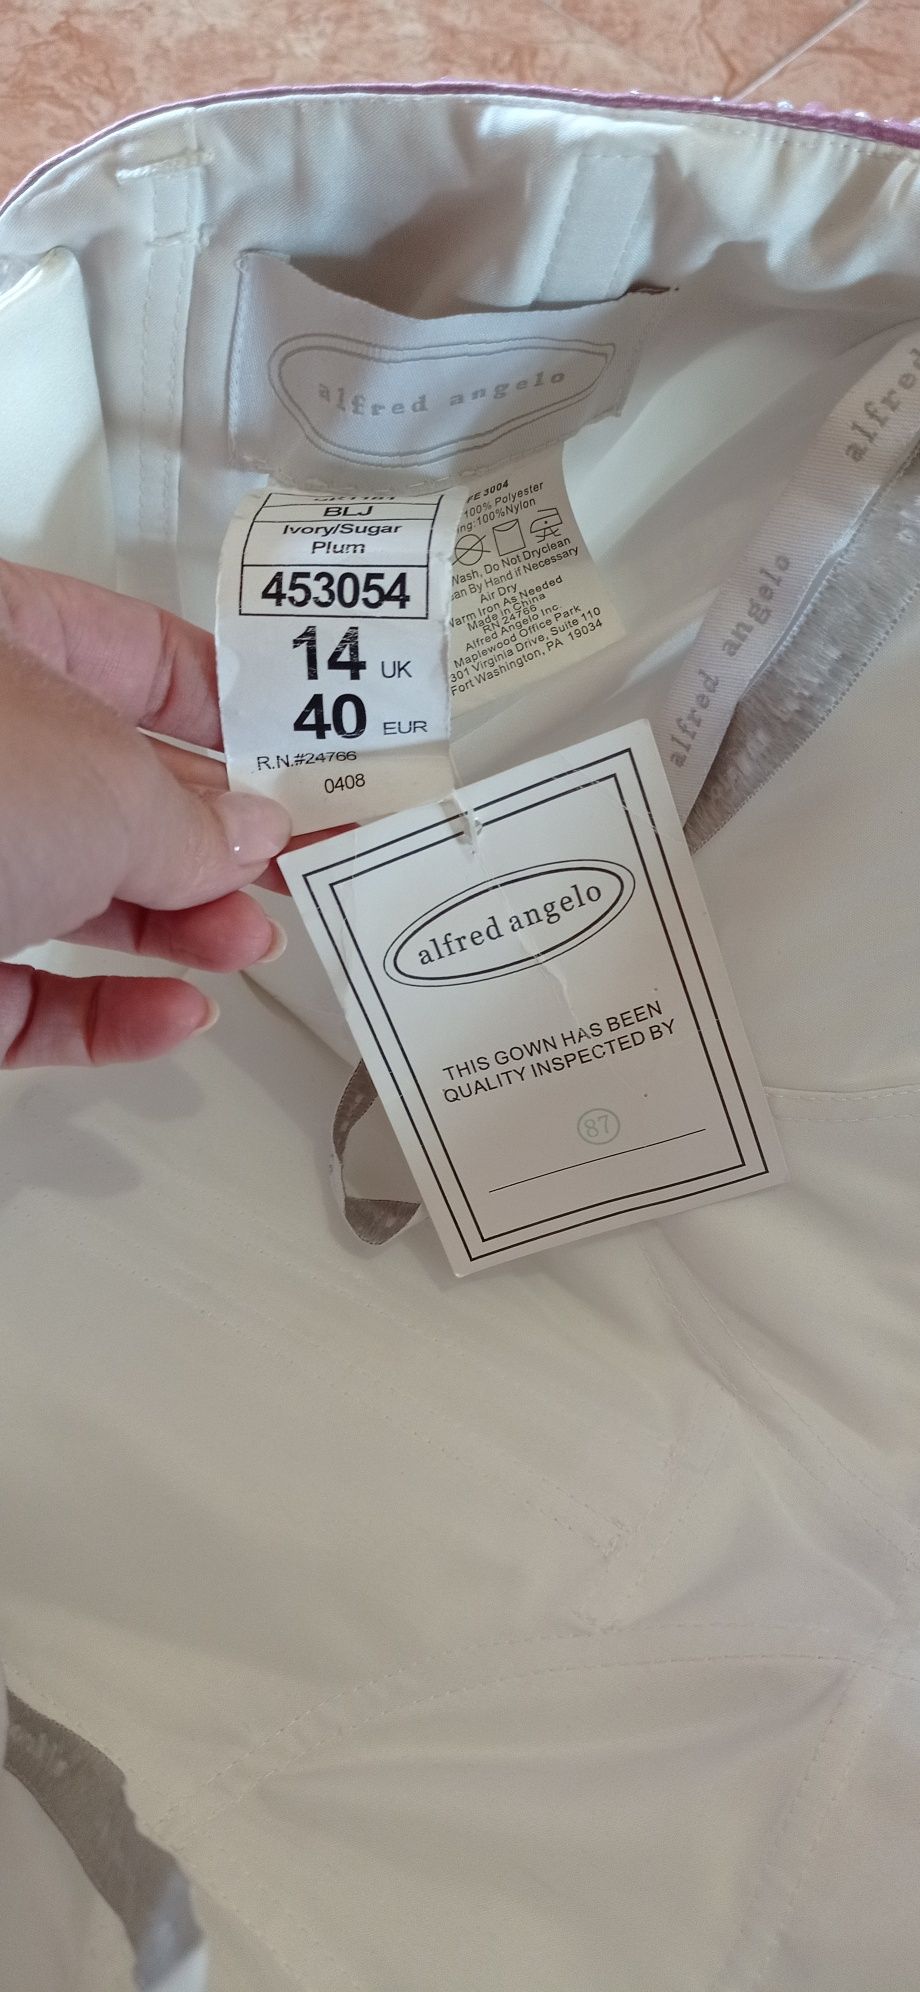 alfred angelo
BLJ
Ivory/Sugar
Plum
453054
14 UK
40 EUR
R.N.#24766
0408
3004
100% Polyester
100%Nylon
Wash, Do Not Dryclean
By Hand if Necessary
Air Dry
Warm Iron As Needed
Made in China
RN 24766
Alfred Angelo Inc.
Maplewood Office Park
301 Virginia Drive, Suite 110
Fort Washington, PA 19034
alfred
alfred angelo
alfred angelo
THIS GOWN HAS BEEN
QUALITY INSPECTED BY
87